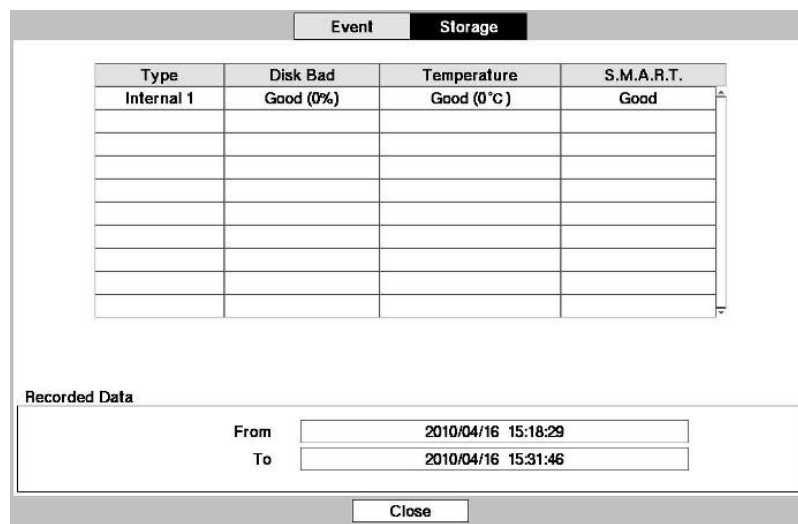 Event Storage
Type Disk Bad Temperature S.M.A.R.T.
Internal 1 Good (0%) Good (0°C) Good
Recorded Data
From 2010/04/16 15:18:29
To 2010/04/16 15:31:46
Close